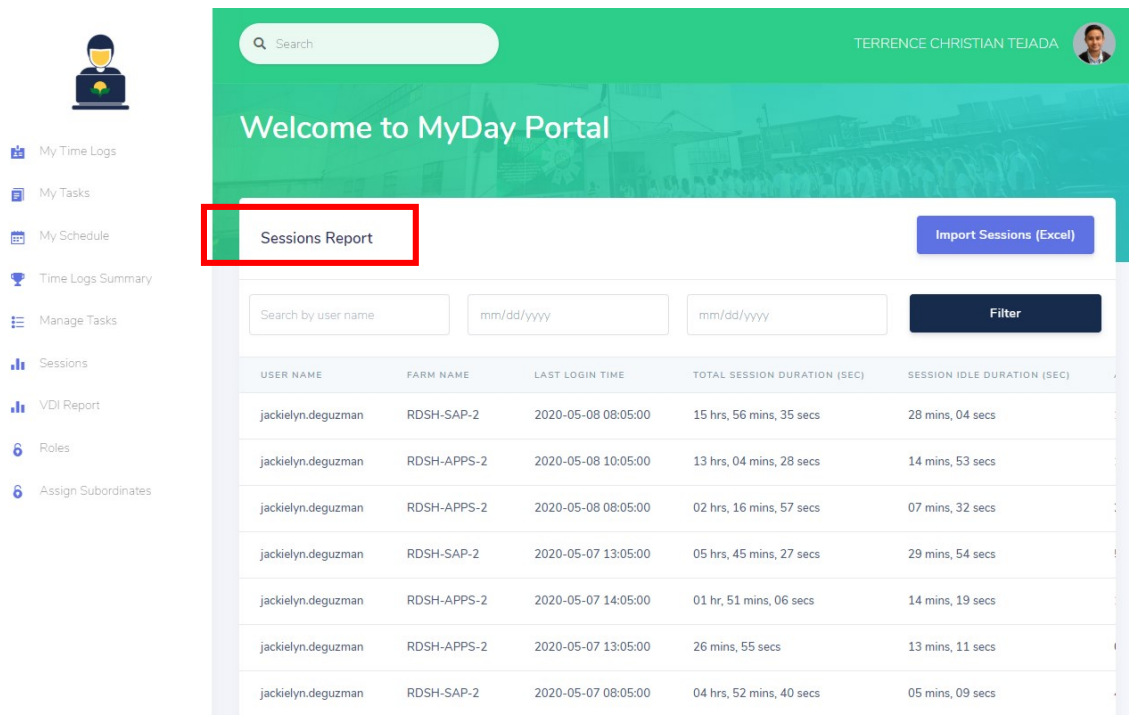 Search
TERRENCE CHRISTIAN TEJADA
Welcome to MyDay Portal
My Time Logs
My Tasks
My Schedule
Time Logs Summary
Manage Tasks
Sessions
VDI Report
Roles
Assign Subordinates
Sessions Report
Import Sessions (Excel)
Search by user name
mm/dd/yyyy
mm/dd/yyyy
Filter
USER NAME FARM NAME LAST LOGIN TIME TOTAL SESSION DURATION (SEC) SESSION IDLE DURATION (SEC)
jackielyn.deguzman RDSH-SAP-2 2020-05-08 08:05:00 15 hrs, 56 mins, 35 secs 28 mins, 04 secs
jackielyn.deguzman RDSH-APPS-2 2020-05-08 10:05:00 13 hrs, 04 mins, 28 secs 14 mins, 53 secs
jackielyn.deguzman RDSH-APPS-2 2020-05-08 08:05:00 02 hrs, 16 mins, 57 secs 07 mins, 32 secs
jackielyn.deguzman RDSH-SAP-2 2020-05-07 13:05:00 05 hrs, 45 mins, 27 secs 29 mins, 54 secs
jackielyn.deguzman RDSH-APPS-2 2020-05-07 14:05:00 01 hr, 51 mins, 06 secs 14 mins, 19 secs
jackielyn.deguzman RDSH-APPS-2 2020-05-07 13:05:00 26 mins, 55 secs 13 mins, 11 secs
jackielyn.deguzman RDSH-SAP-2 2020-05-07 08:05:00 04 hrs, 52 mins, 40 secs 05 mins, 09 secs